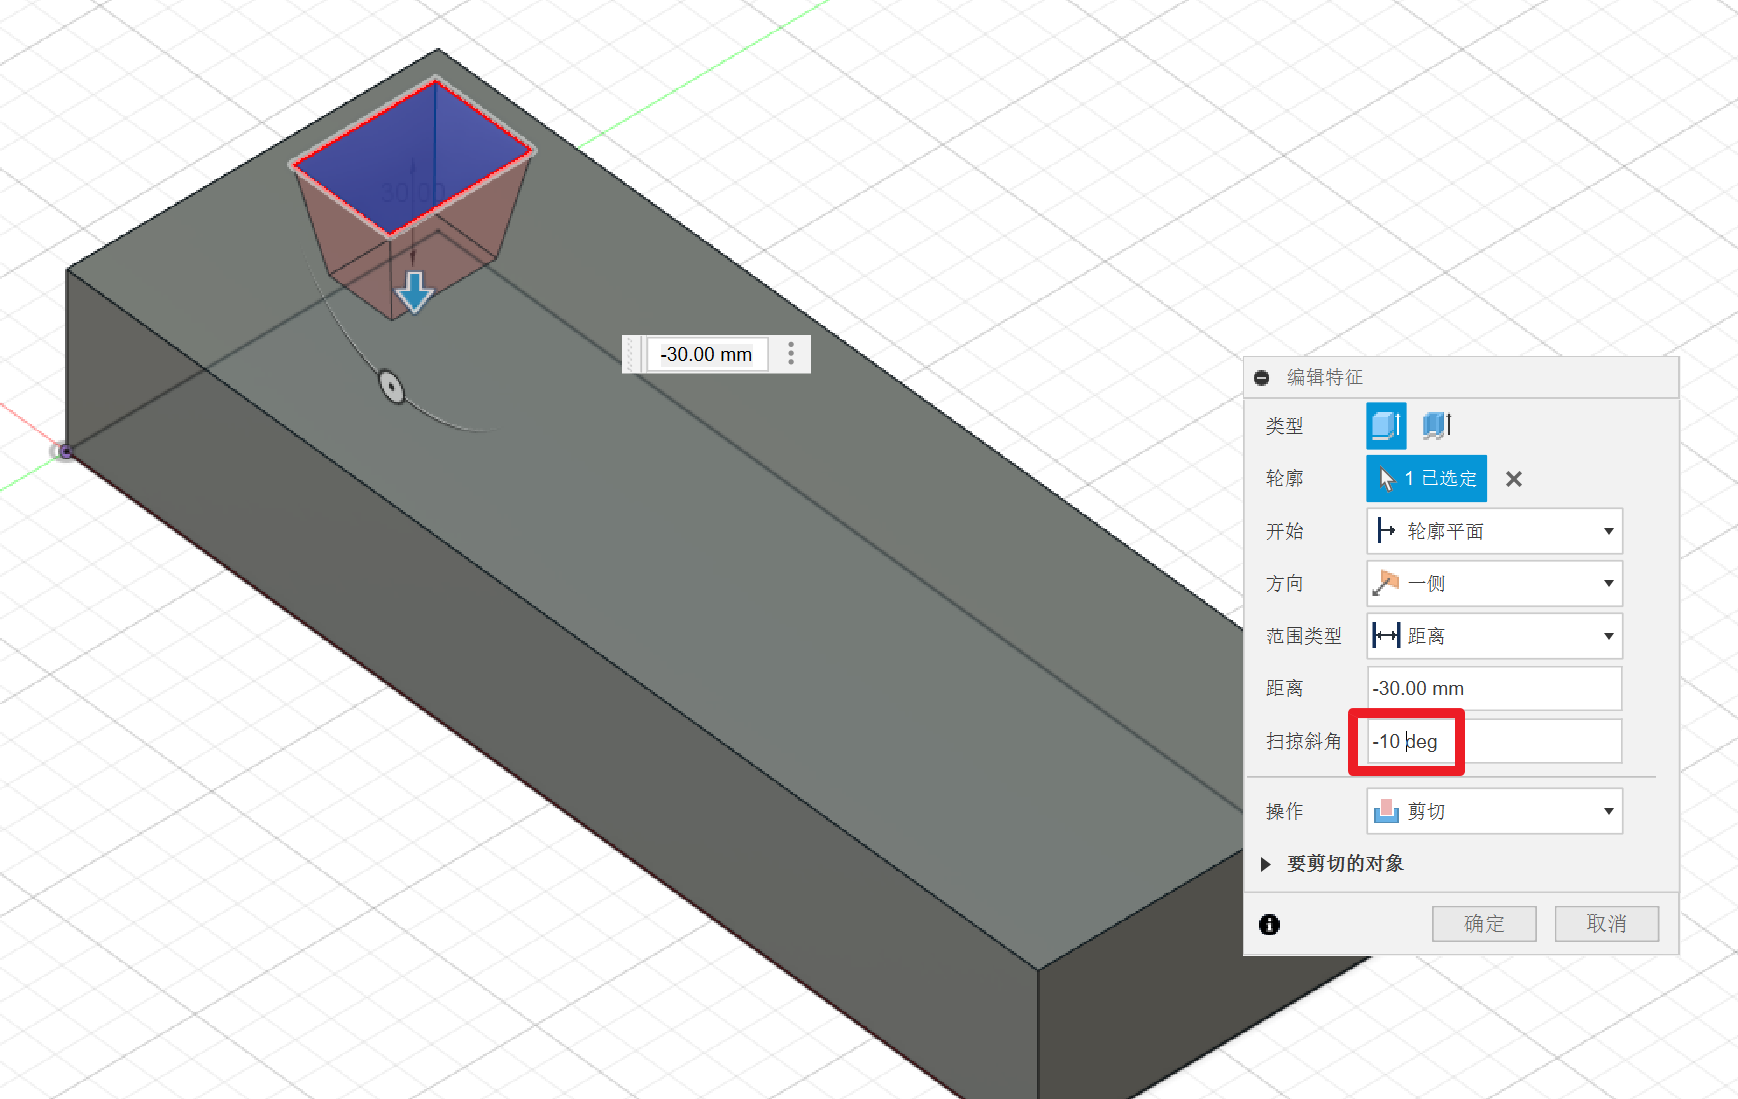 30.00
-30.00 mm
编辑特征
类型
轮廓 1 已选定
开始 轮廓平面
方向 一侧
范围类型 距离
距离 -30.00 mm
扫掠斜角 -10 deg
操作 剪切
要剪切的对象
确定 取消